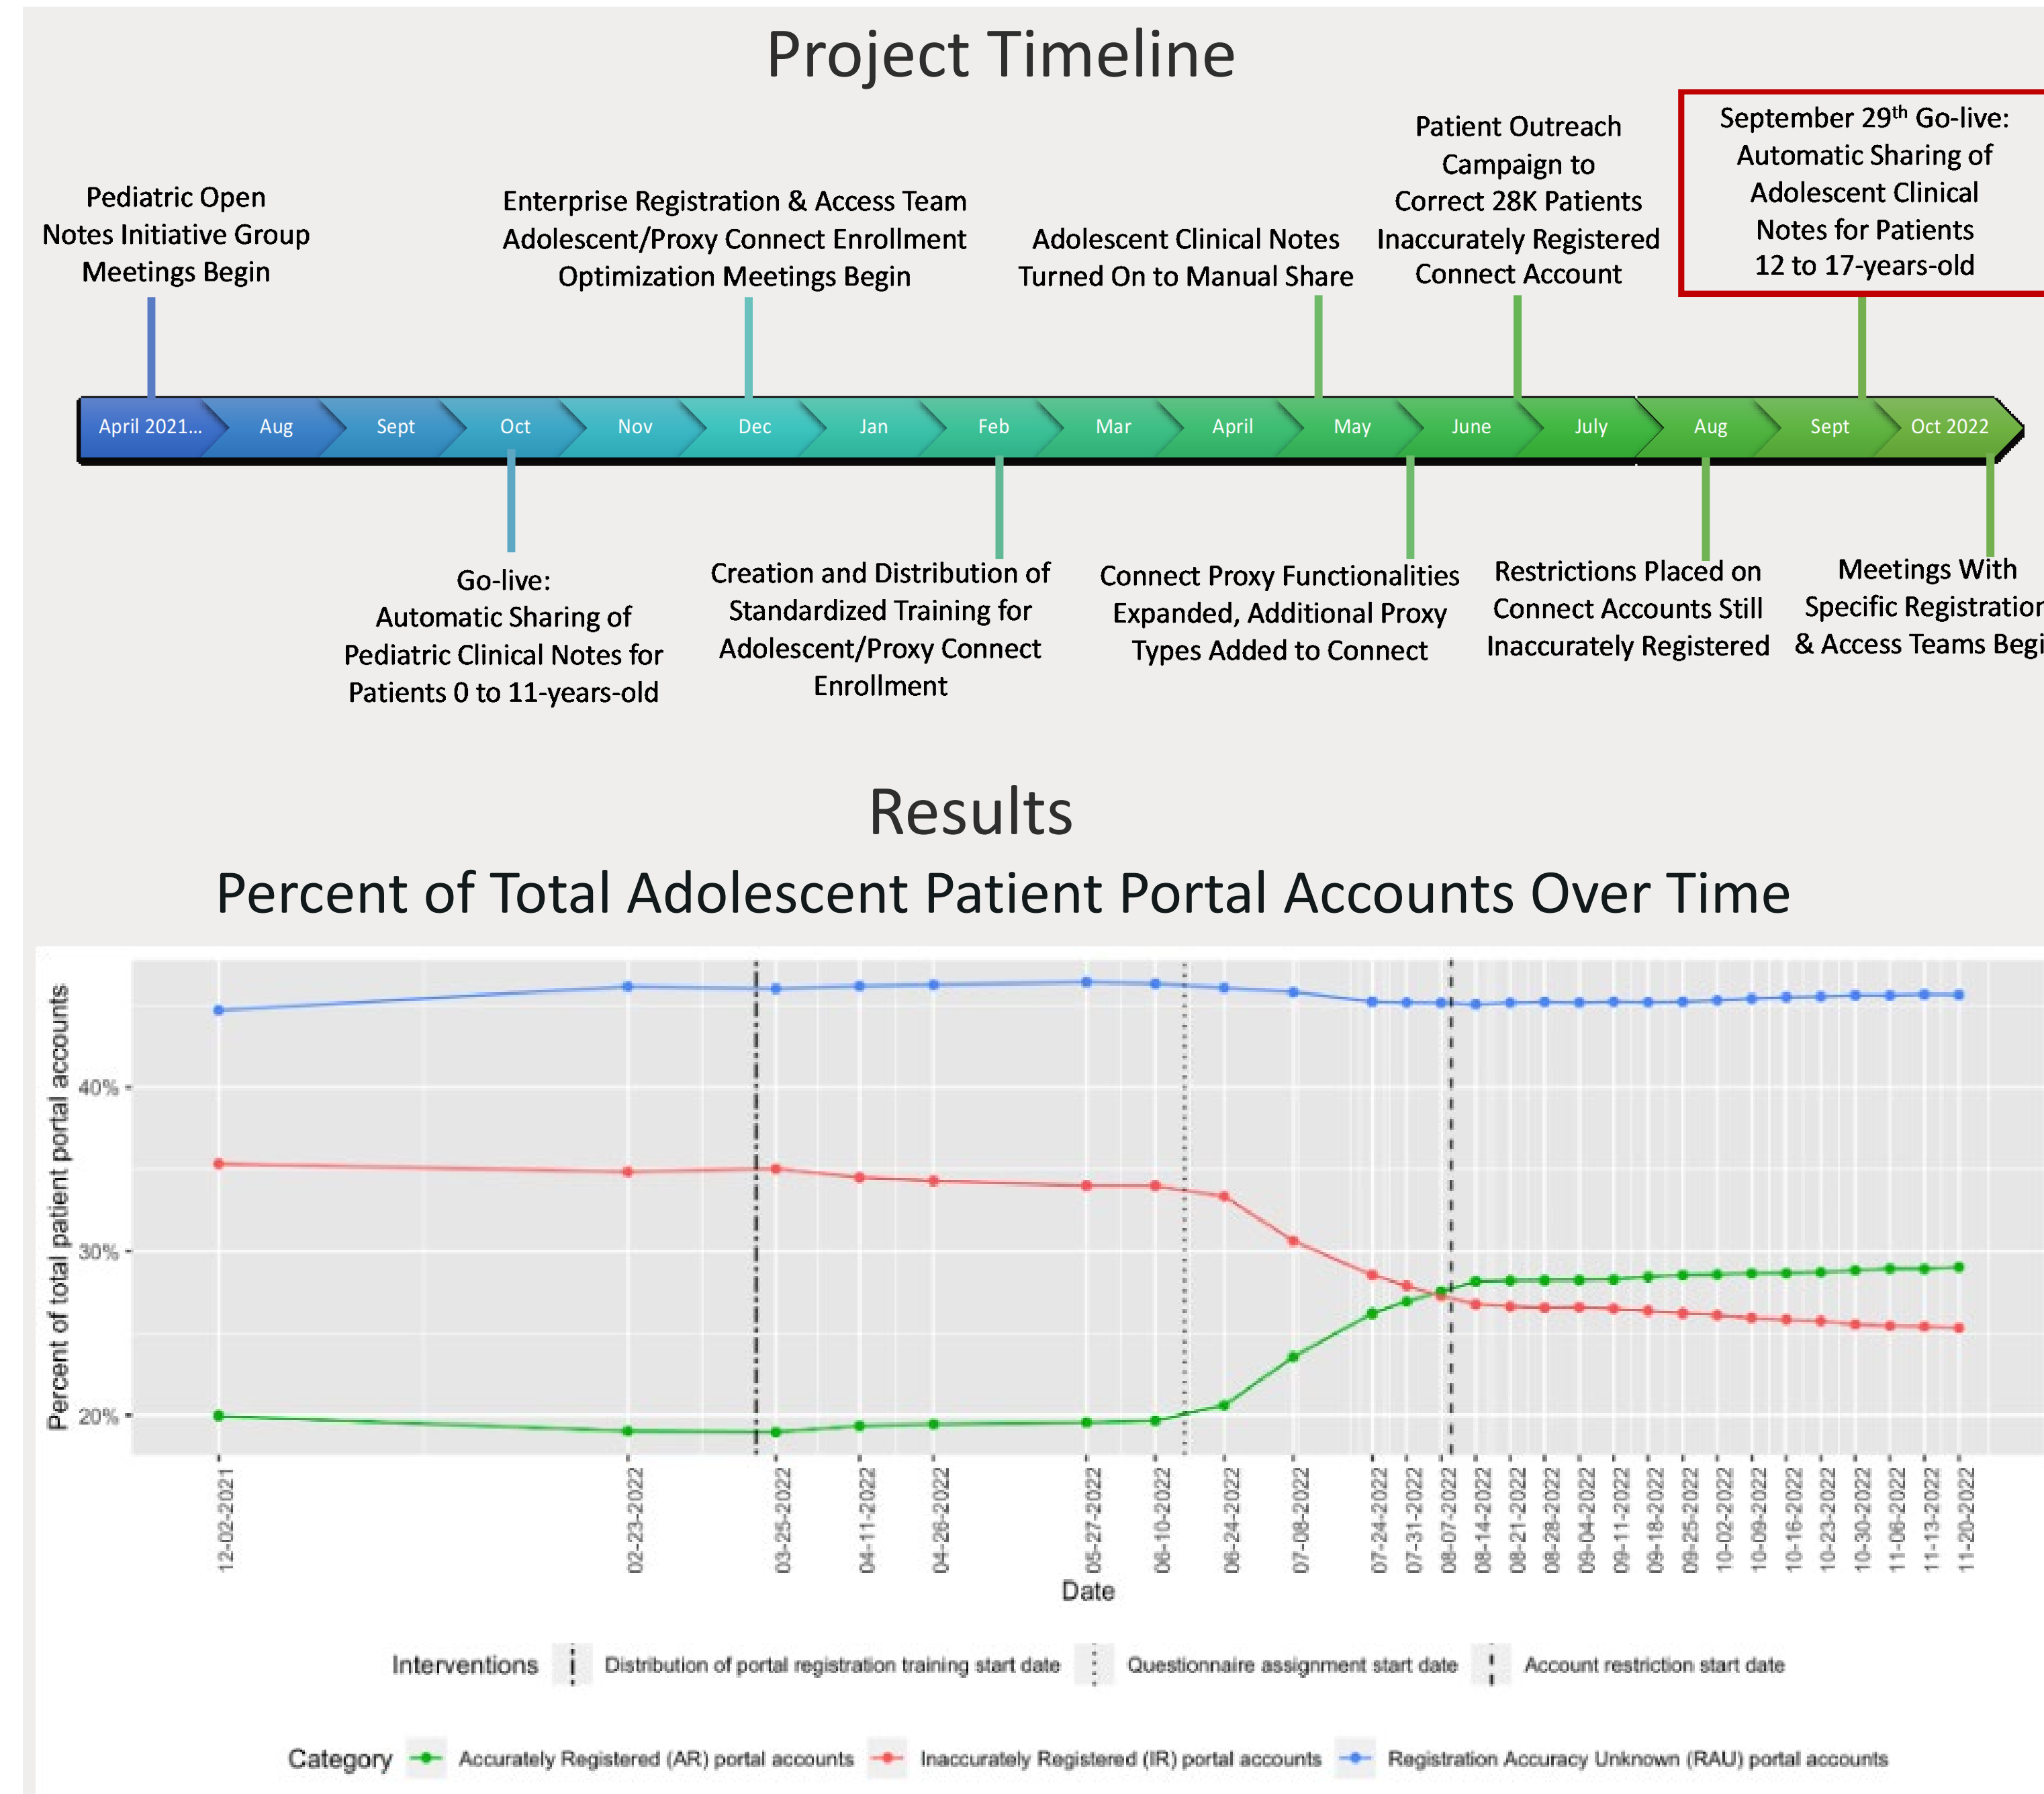 Project Timeline
Pediatric Open
Notes Initiative Group
Meetings Begin
Enterprise Registration & Access Team
Adolescent/Proxy Connect Enrollment
Optimization Meetings Begin
Adolescent Clinical Notes
Turned On to Manual Share
Patient Outreach
Campaign to
Correct 28K Patients
Inaccurately Registered
Connect Account
September 29th Go-live:
Automatic Sharing of
Adolescent Clinical
Notes for Patients
12 to 17-years-old
April 2021... Aug Sept Oct Nov Dec Jan Feb Mar April May June July Aug Sept Oct 2022
Go-live:
Automatic Sharing of
Pediatric Clinical Notes for
Patients 0 to 11-years-old
Creation and Distribution of
Standardized Training for
Adolescent/Proxy Connect
Enrollment
Connect Proxy Functionalities
Expanded, Additional Proxy
Types Added to Connect
Restrictions Placed on
Connect Accounts Still
Inaccurately Registered
Meetings With
Specific Registration
& Access Teams Begi
Results
Percent of Total Adolescent Patient Portal Accounts Over Time
Percent of total patient portal accounts
40%
30%
20%
12-02-2021
02-23-2022
03-25-2022
04-11-2022
04-26-2022
05-27-2022
06-10-2022
06-24-2022
07-08-2022
07-24-2022
07-31-2022
08-07-2022
08-14-2022
08-21-2022
08-28-2022
09-04-2022
09-11-2022
09-18-2022
09-25-2022
10-02-2022
10-09-2022
10-16-2022
10-23-2022
10-30-2022
11-06-2022
11-13-2022
11-20-2022
Date
Interventions Distribution of portal registration training start date Questionnaire assignment start date Account restriction start date
Category Accurately Registered (AR) portal accounts Inaccurately Registered (IR) portal accounts Registration Accuracy Unknown (RAU) portal accounts